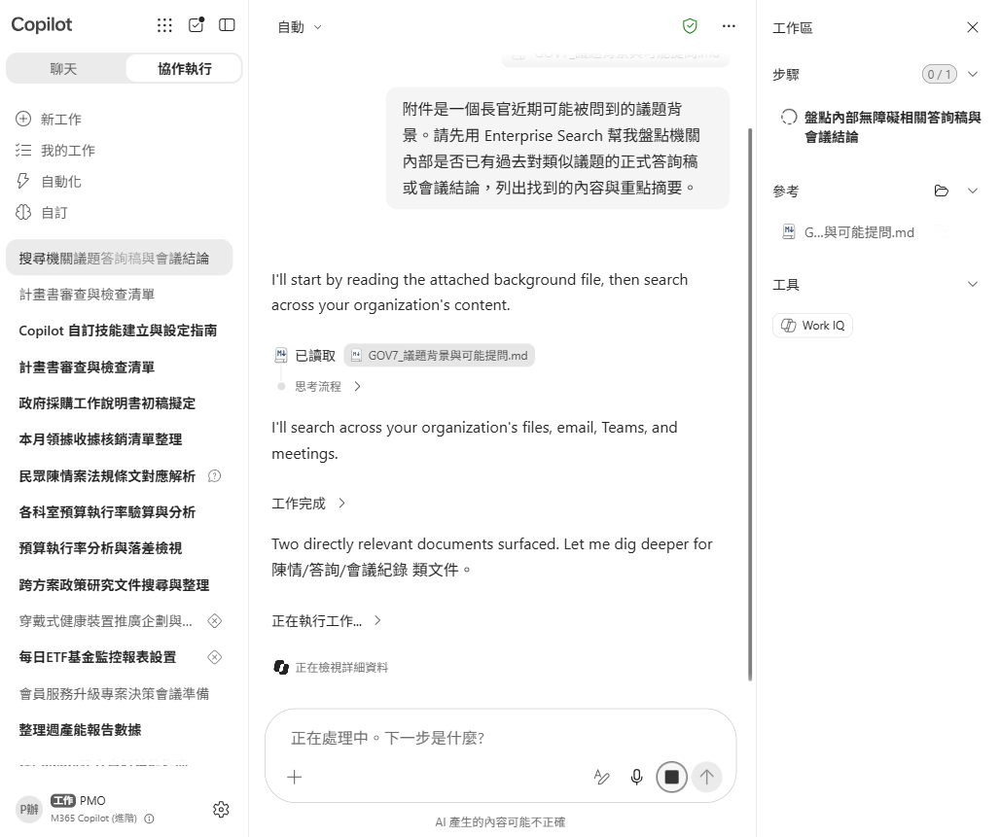 Copilot
聊天
協作執行
新工作
我的工作
自動化
自訂
搜尋機關議題答詢稿與會議結論
計畫書審查與檢查清單
Copilot 自訂技能建立與設定指南
計畫書審查與檢查清單
政府採購工作說明書初稿擬定
本月領據收據核銷清單整理
民眾陳情案法規條文對應解析
各科室預算執行率驗算與分析
預算執行率分析與落差檢視
跨方案政策研究文件搜尋與整理
穿戴式健康裝置推廣企劃與...
每日ETF基金監控報表設置
會員服務升級專案決策會議準備
整理週產能報告數據
P辦
工作 PMO
M365 Copilot (進階)
自動
GOV7_議題背景與可能提問.md
附件是一個長官近期可能被問到的議題背
景。請先用 Enterprise Search 幫我盤點機關
內部是否已有過去對類似議題的正式答詢稿
或會議結論，列出找到的內容與重點摘要。
I'll start by reading the attached background file, then search
across your organization's content.
已讀取 GOV7_議題背景與可能提問.md
思考流程
I'll search across your organization's files, email, Teams, and
meetings.
工作完成
Two directly relevant documents surfaced. Let me dig deeper for
陳情/答詢/會議紀錄 類文件。
正在執行工作...
正在檢視詳細資料
正在處理中。下一步是什麼?
AI 產生的內容可能不正確
工作區
步驟
0 / 1
盤點內部無障礙相關答詢稿與
會議結論
參考
G...與可能提問.md
工具
Work IQ